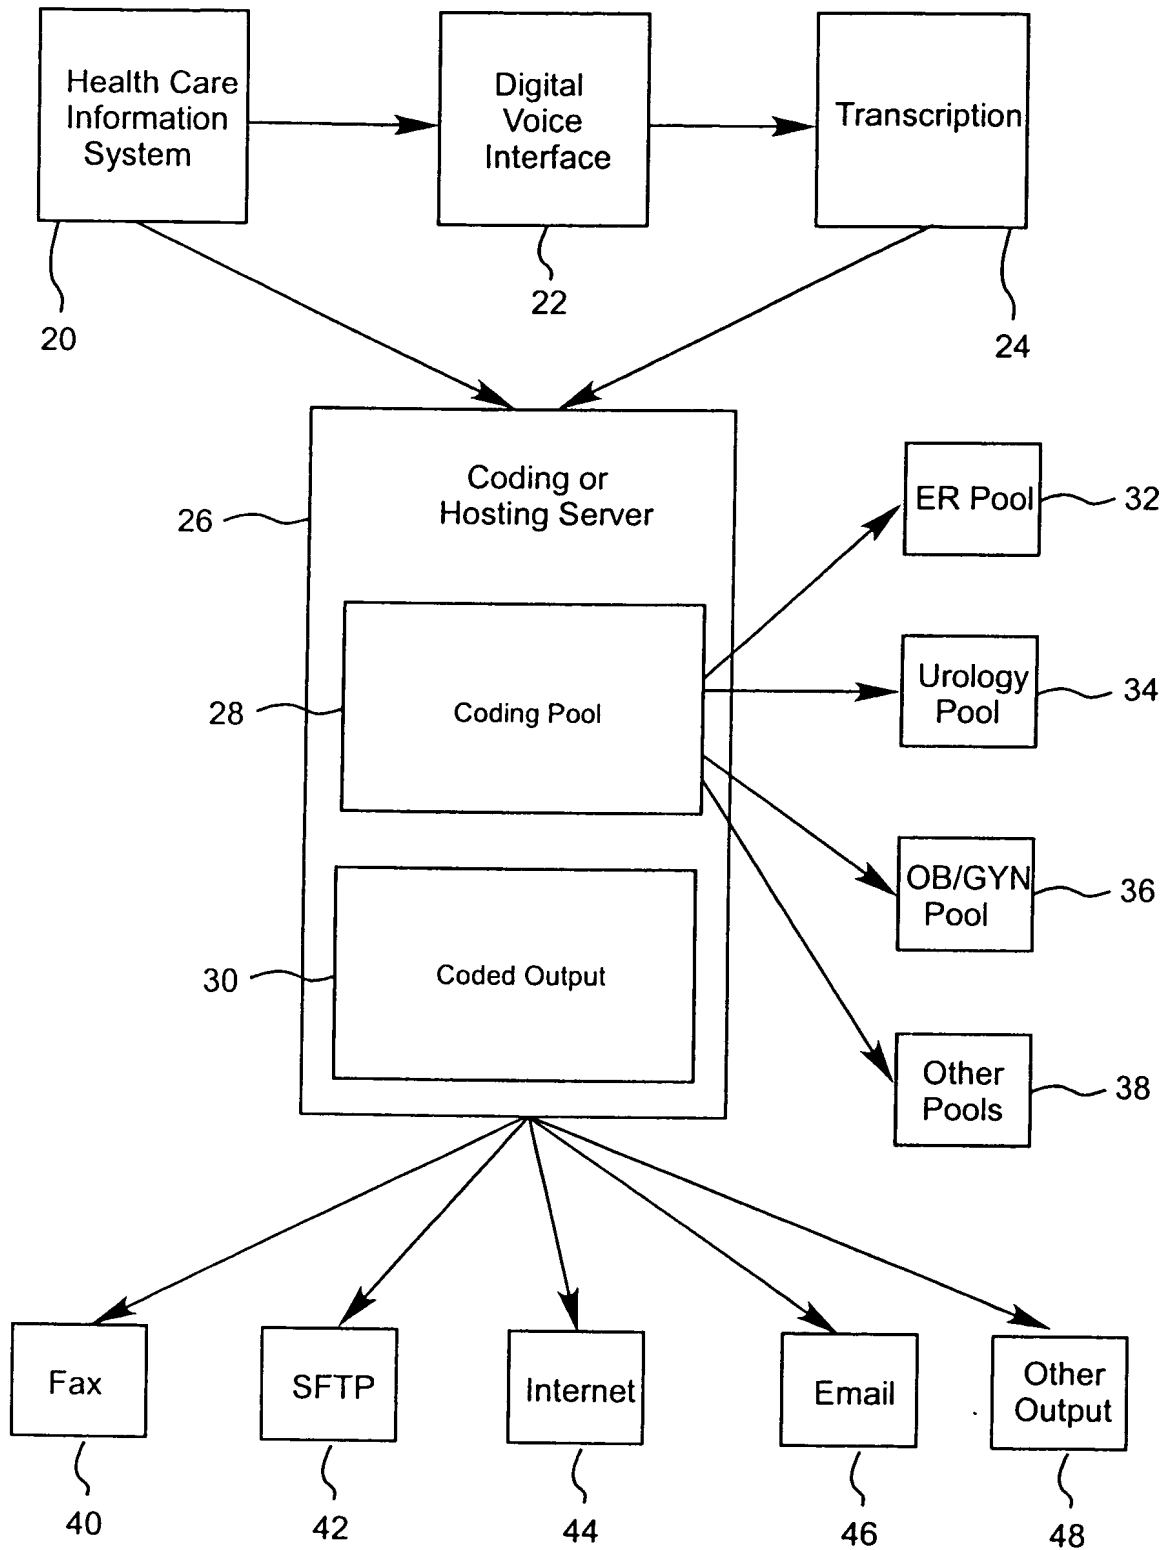 Health Care
Information
System
Digital
Voice
Interface
Transcription
20
22
24
Coding or
Hosting Server
26
ER Pool
32
Urology
Pool
34
28
Coding Pool
OB/GYN
Pool
36
30
Coded Output
Other
Pools
38
Fax
SFTP
Internet
Email
Other
Output
40
42
44
46
48